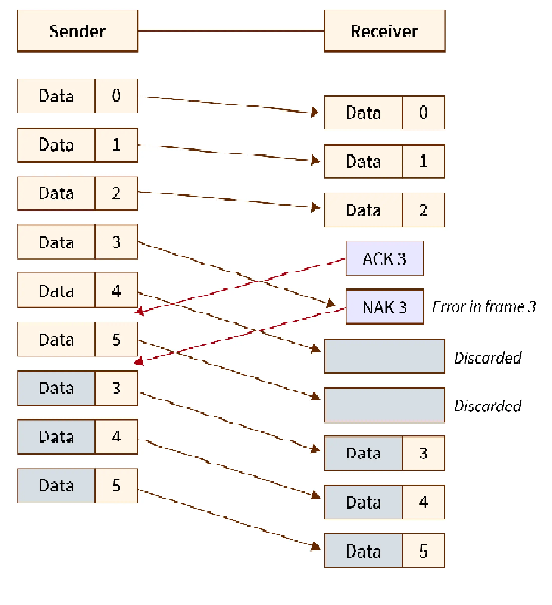 Sender Receiver
Data 0
Data 0
Data 1
Data 1
Data 2
Data 2
Data 3
ACK 3
Data 4
NAK 3 Error in frame 3
Data 5
Discarded
Data 3
Discarded
Data 4
Data 3
Data 5
Data 4
Data 5